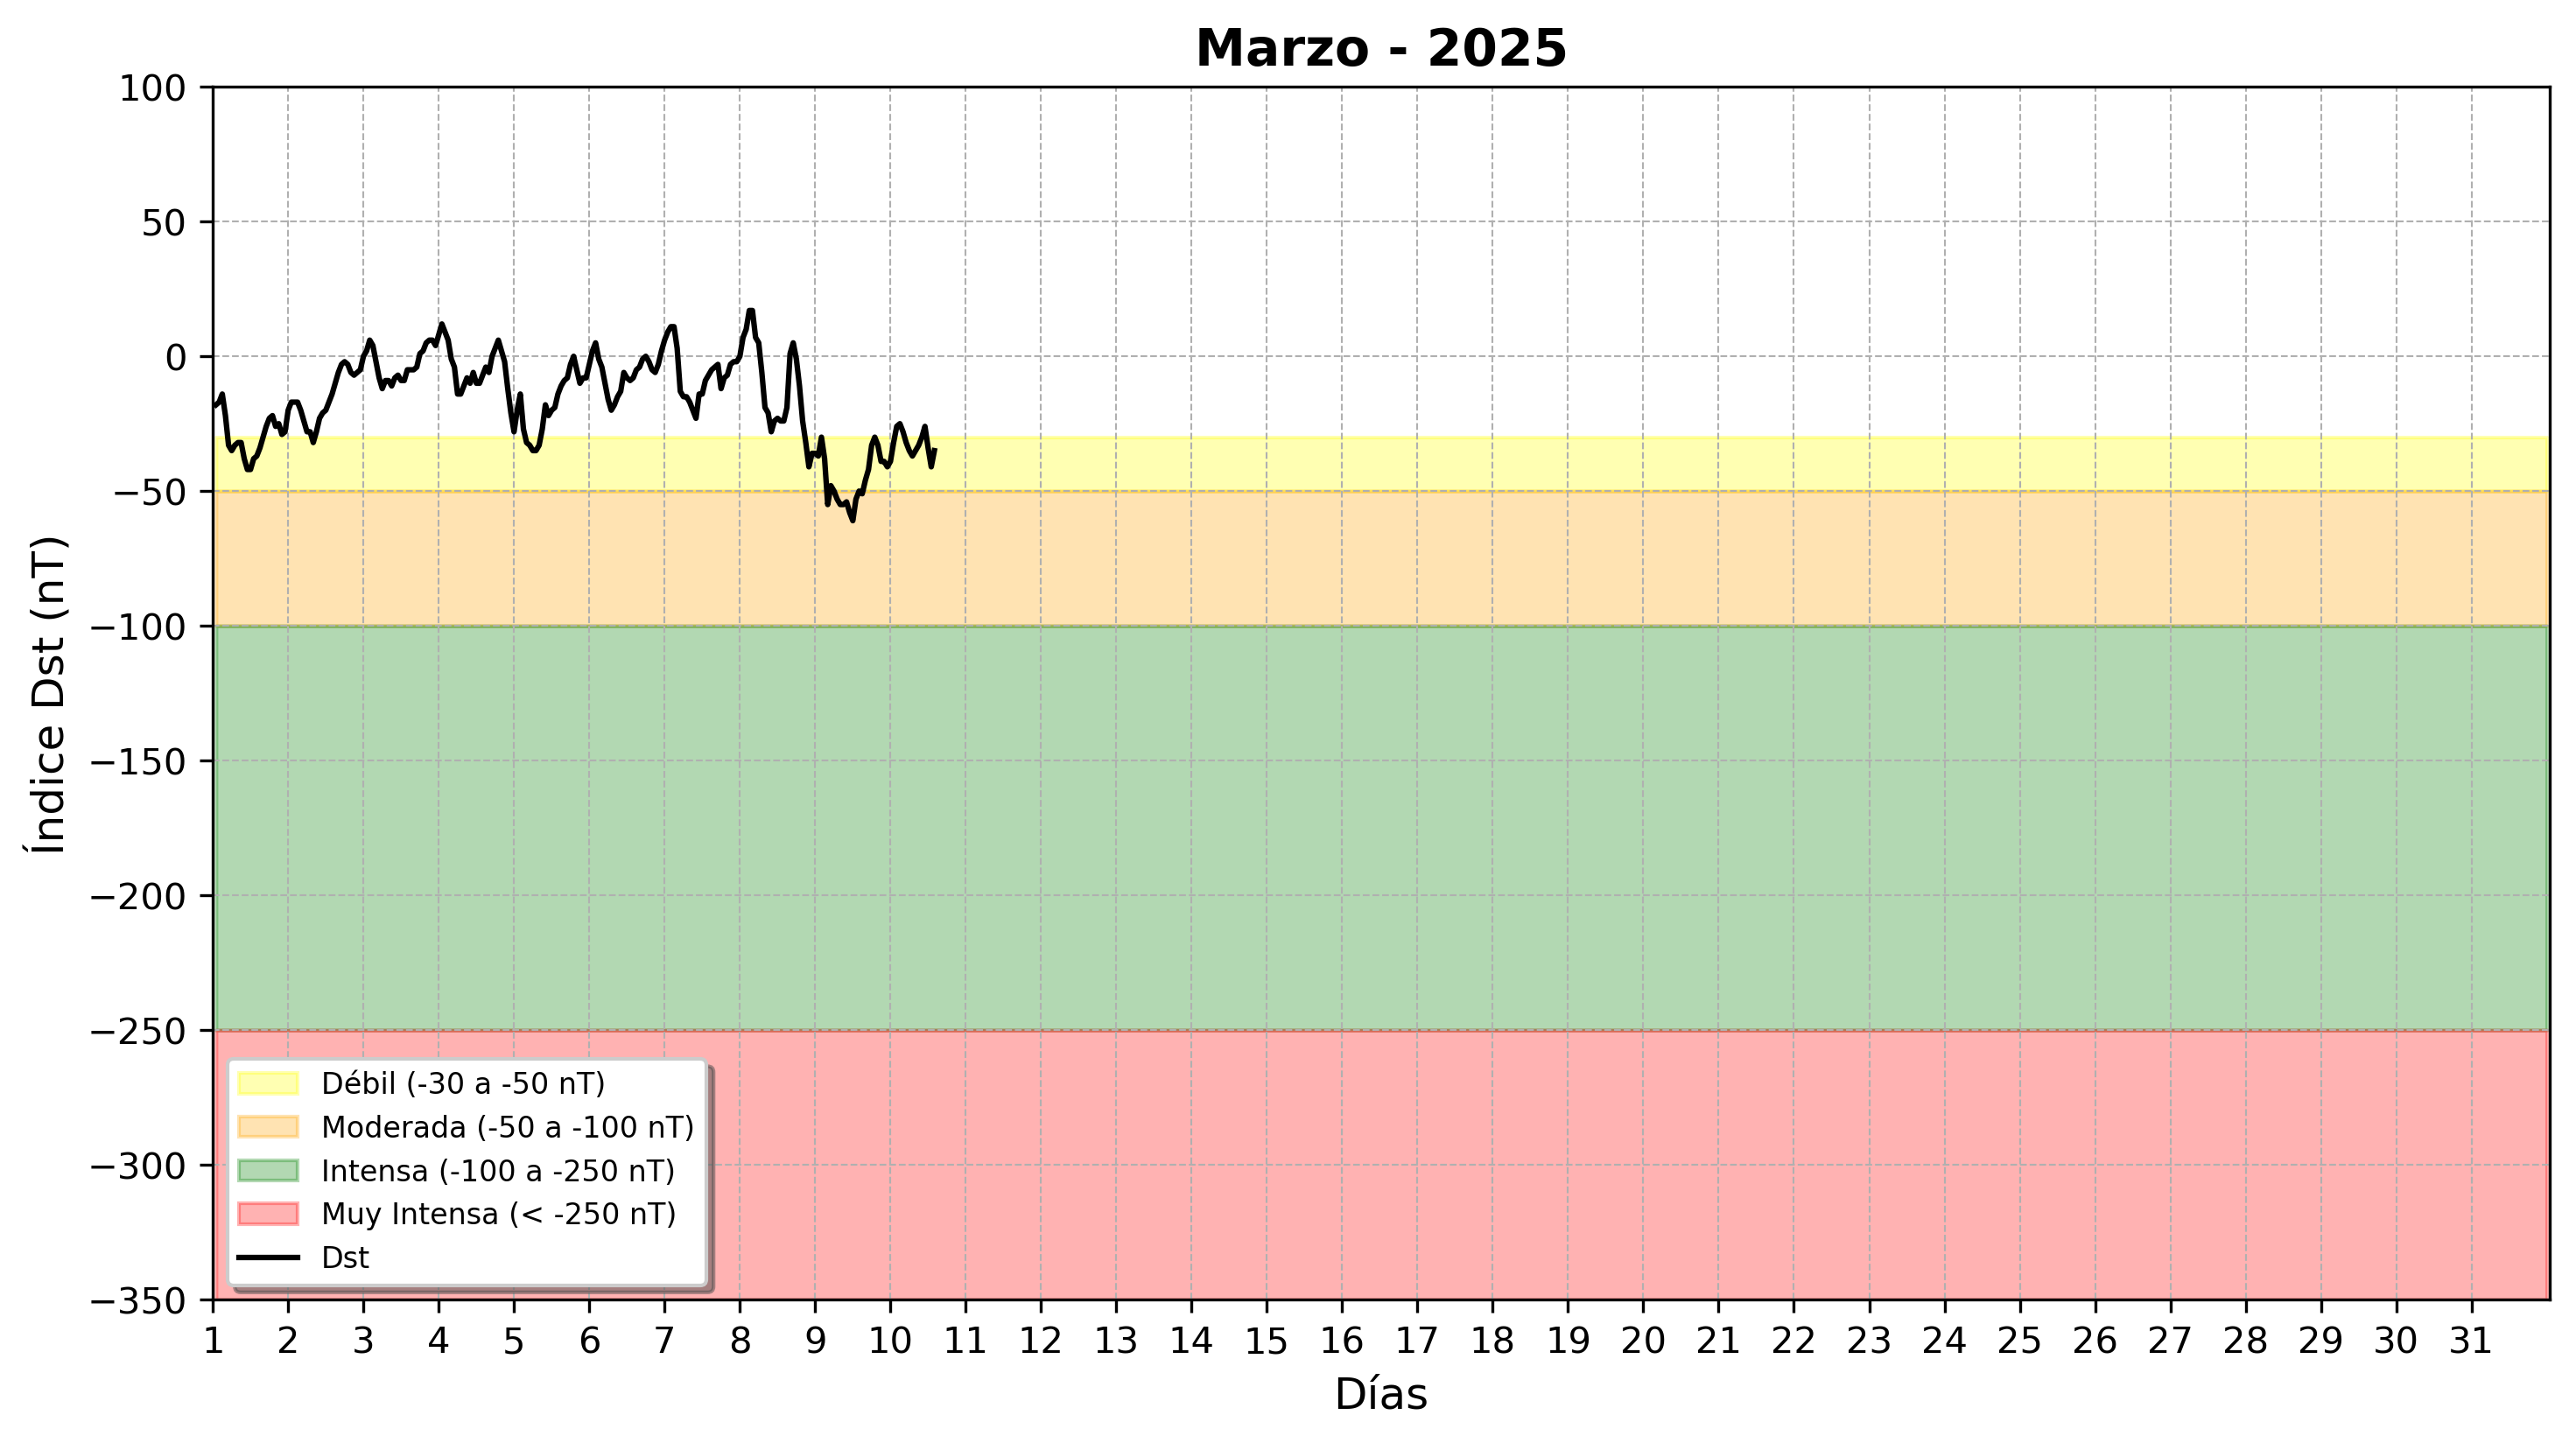 Marzo - 2025
100
50
0
−50
−100
−150
−200
−250
−300
−350
Índice Dst (nT)
Débil (-30 a -50 nT)
Moderada (-50 a -100 nT)
Intensa (-100 a -250 nT)
Muy Intensa (< -250 nT)
Dst
1 2 3 4 5 6 7 8 9 10 11 12 13 14 15 16 17 18 19 20 21 22 23 24 25 26 27 28 29 30 31
Días